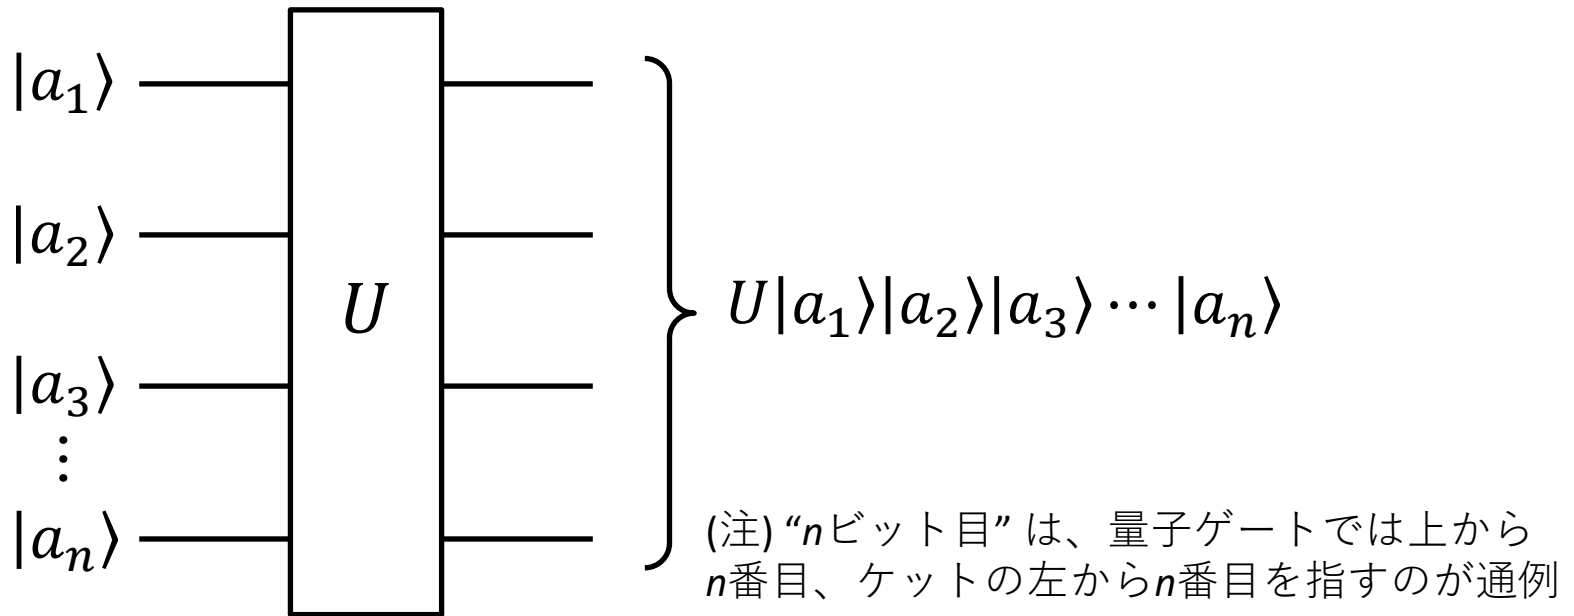 |a₁⟩
|a₂⟩
|a₃⟩
⋮
|aₙ⟩
U
U|a₁⟩|a₂⟩|a₃⟩ ⋯ |aₙ⟩
(注) “nビット目” は、量子ゲートでは上から
n番目、ケットの左からn番目を指すのが通例